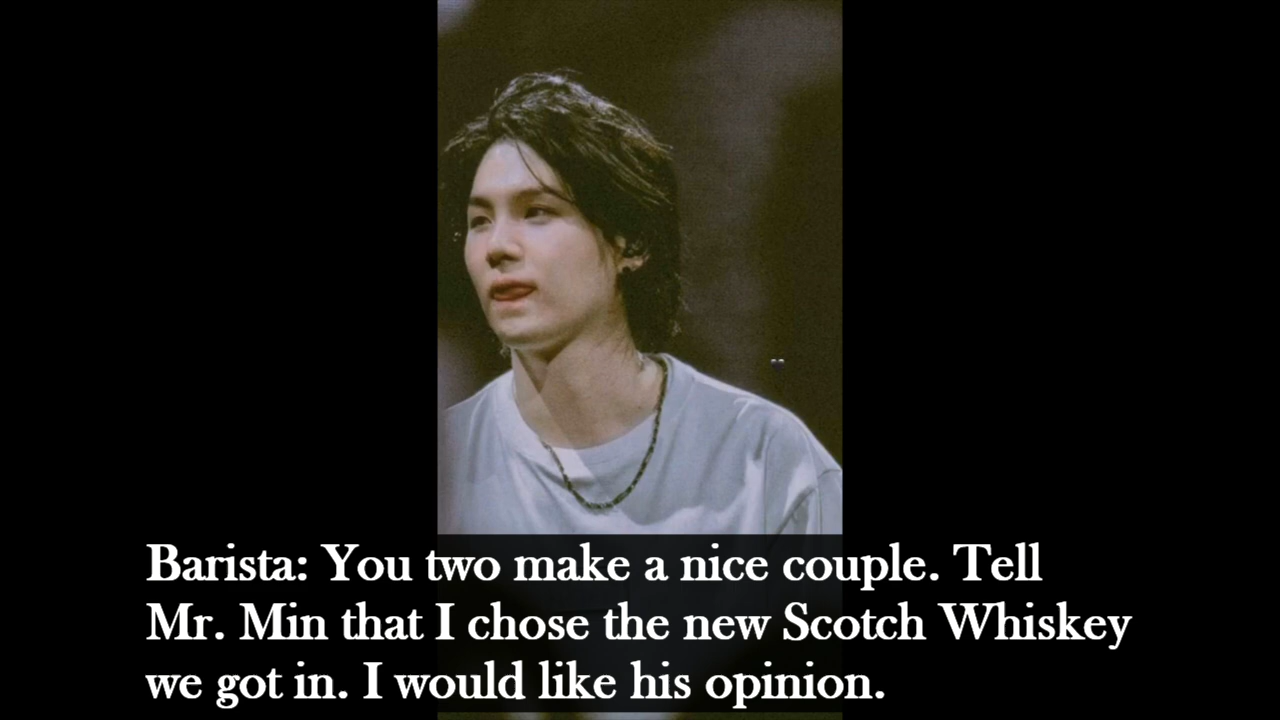 Barista: You two make a nice couple. Tell
Mr. Min that I chose the new Scotch Whiskey
we got in. I would like his opinion.